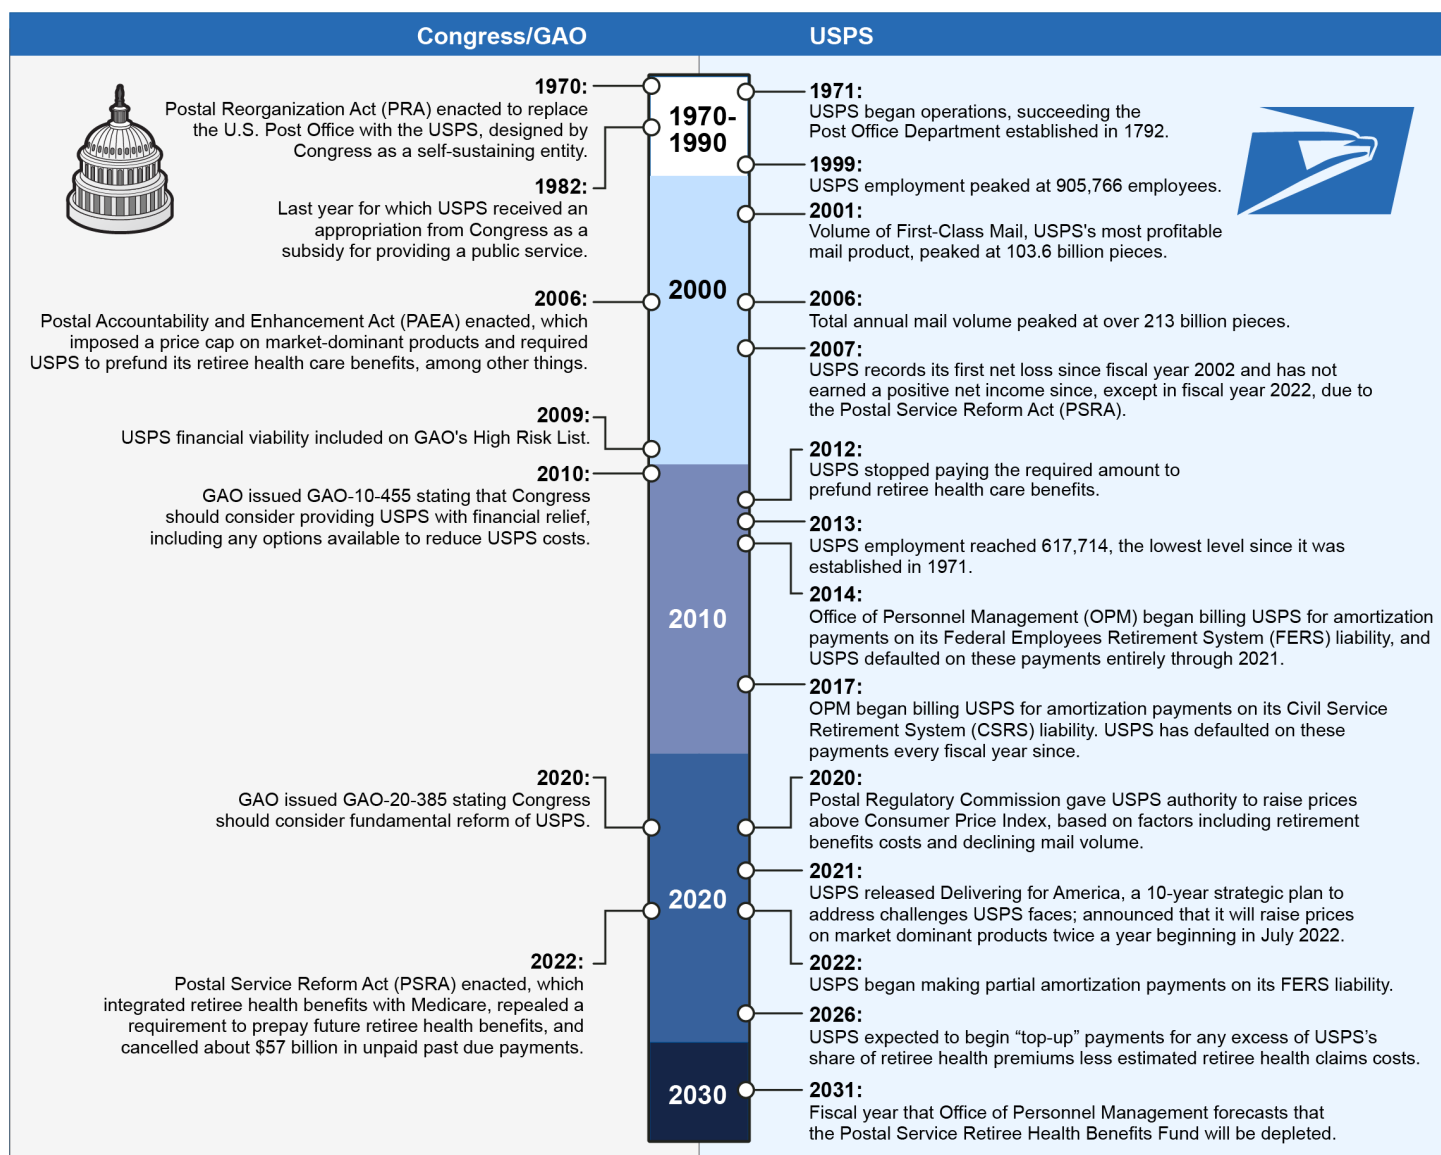 Congress/GAO
USPS
1970:
Postal Reorganization Act (PRA) enacted to replace
the U.S. Post Office with the USPS, designed by
Congress as a self-sustaining entity.
1982:
Last year for which USPS received an
appropriation from Congress as a
subsidy for providing a public service.
2006:
Postal Accountability and Enhancement Act (PAEA) enacted, which
imposed a price cap on market-dominant products and required
USPS to prefund its retiree health care benefits, among other things.
2009:
USPS financial viability included on GAO's High Risk List.
2010:
GAO issued GAO-10-455 stating that Congress
should consider providing USPS with financial relief,
including any options available to reduce USPS costs.
2020:
GAO issued GAO-20-385 stating Congress
should consider fundamental reform of USPS.
2022:
Postal Service Reform Act (PSRA) enacted, which
integrated retiree health benefits with Medicare, repealed a
requirement to prepay future retiree health benefits, and
cancelled about $57 billion in unpaid past due payments.
1970-
1990
2000
2010
2020
2030
1971:
USPS began operations, succeeding the
Post Office Department established in 1792.
1999:
USPS employment peaked at 905,766 employees.
2001:
Volume of First-Class Mail, USPS's most profitable
mail product, peaked at 103.6 billion pieces.
2006:
Total annual mail volume peaked at over 213 billion pieces.
2007:
USPS records its first net loss since fiscal year 2002 and has not
earned a positive net income since, except in fiscal year 2022, due to
the Postal Service Reform Act (PSRA).
2012:
USPS stopped paying the required amount to
prefund retiree health care benefits.
2013:
USPS employment reached 617,714, the lowest level since it was
established in 1971.
2014:
Office of Personnel Management (OPM) began billing USPS for amortization
payments on its Federal Employees Retirement System (FERS) liability, and
USPS defaulted on these payments entirely through 2021.
2017:
OPM began billing USPS for amortization payments on its Civil Service
Retirement System (CSRS) liability. USPS has defaulted on these
payments every fiscal year since.
2020:
Postal Regulatory Commission gave USPS authority to raise prices
above Consumer Price Index, based on factors including retirement
benefits costs and declining mail volume.
2021:
USPS released Delivering for America, a 10-year strategic plan to
address challenges USPS faces; announced that it will raise prices
on market dominant products twice a year beginning in July 2022.
2022:
USPS began making partial amortization payments on its FERS liability.
2026:
USPS expected to begin “top-up” payments for any excess of USPS’s
share of retiree health premiums less estimated retiree health claims costs.
2031:
Fiscal year that Office of Personnel Management forecasts that
the Postal Service Retiree Health Benefits Fund will be depleted.